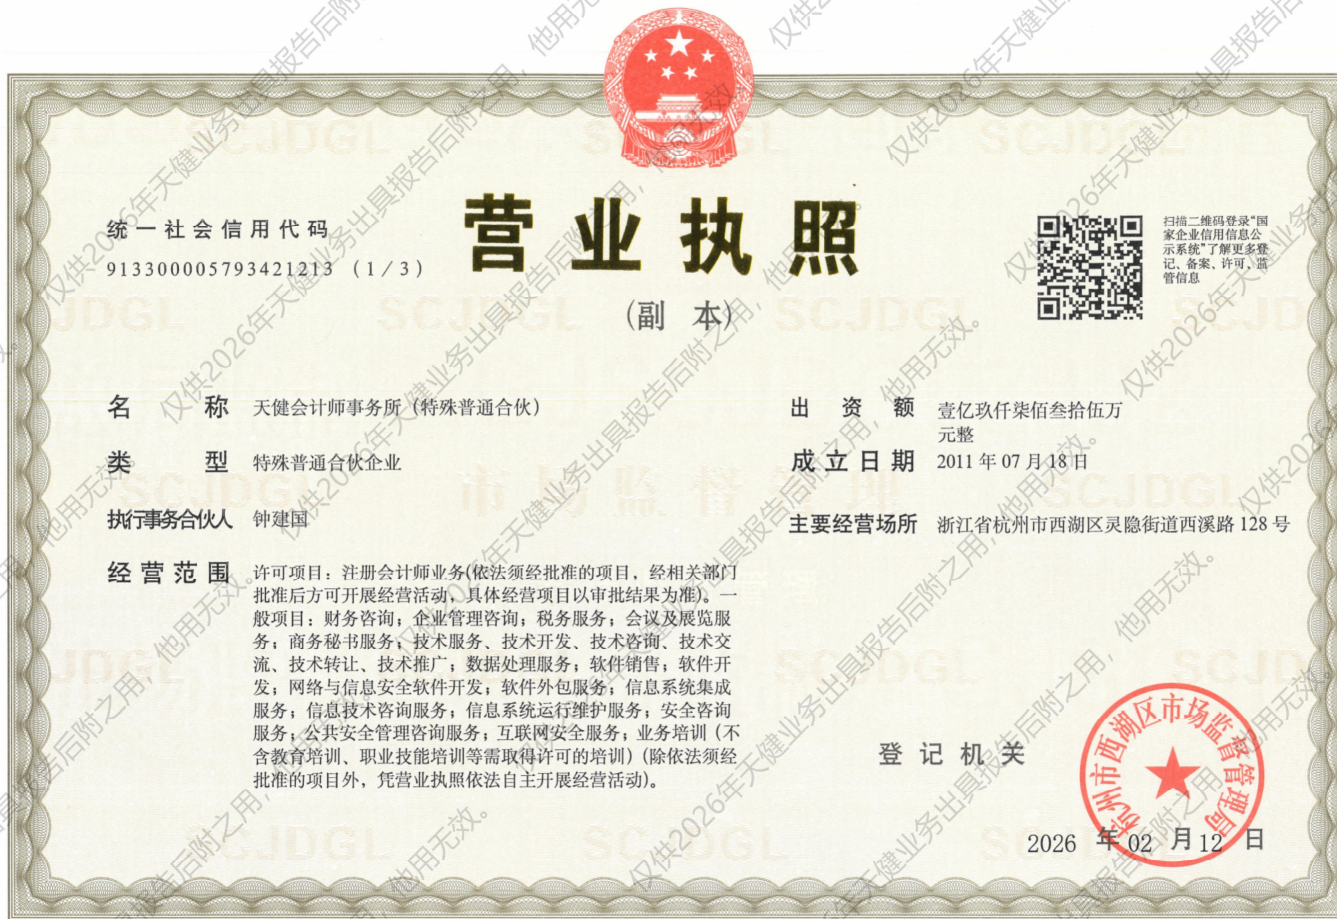 营业执照
(副 本)
统一社会信用代码
913300005793421213 (1/3)
扫描二维码登录“国
家企业信用信息公
示系统”了解更多登
记、备案、许可、监
管信息
名 称 天健会计师事务所（特殊普通合伙）
类 型 特殊普通合伙企业
执行事务合伙人 钟建国
经营范围 许可项目：注册会计师业务(依法须经批准的项目，经相关部门
批准后方可开展经营活动，具体经营项目以审批结果为准)。一
般项目：财务咨询；企业管理咨询；税务服务；会议及展览服
务；商务秘书服务；技术服务、技术开发、技术咨询、技术交
流、技术转让、技术推广；数据处理服务；软件销售；软件开
发；网络与信息安全软件开发；软件外包服务；信息系统集成
服务；信息技术咨询服务；信息系统运行维护服务；安全咨询
服务；公共安全管理咨询服务；互联网安全服务；业务培训（不
含教育培训、职业技能培训等需取得许可的培训）(除依法须经
批准的项目外，凭营业执照依法自主开展经营活动)。
出 资 额 壹亿玖仟柒佰叁拾伍万
元整
成立日期 2011 年 07 月 18 日
主要经营场所 浙江省杭州市西湖区灵隐街道西溪路 128 号
登记机关
杭州市西湖区市场监督管理局
2026 年 02 月 12 日
市场监督管理
SCJDGL
仅供2026年天健业务出具报告后附之用，他用无效。